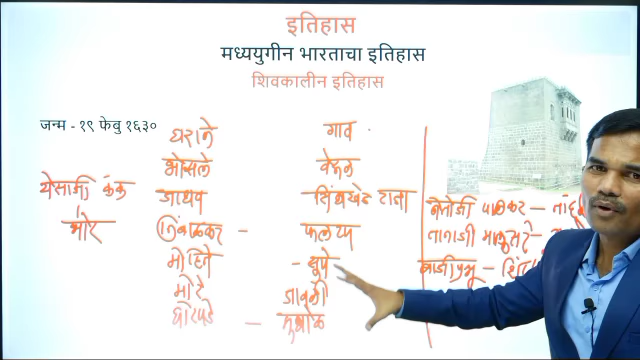 इतिहास
मध्ययुगीन भारताचा इतिहास
शिवकालीन इतिहास
जन्म - १९ फेबु १६३०
घराने गाव
भोसले वेरूळ
येसाजी कंक
जाधव सिंदखेड राजा
भोर
निंबाळकर - फलटण
मोहिते - सुपे
मोरे जावळी
घोरपडे - मुधोळ
नेताजी पालकर -
तानाजी मालुसरे -
बाजीप्रभू -